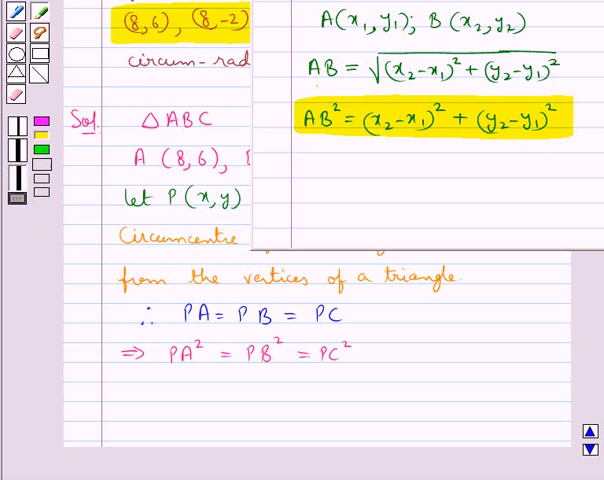 (8,6), (8,-2)
circum-rad
Sol. △ABC
A (8,6),
let P(x,y)
Circumcentre
from the vertices of a triangle.
∴ PA = PB = PC
⇒ PA² = PB² = PC²
A(x₁, y₁); B(x₂, y₂)
AB = √(x₂-x₁)² + (y₂-y₁)²
AB² = (x₂-x₁)² + (y₂-y₁)²